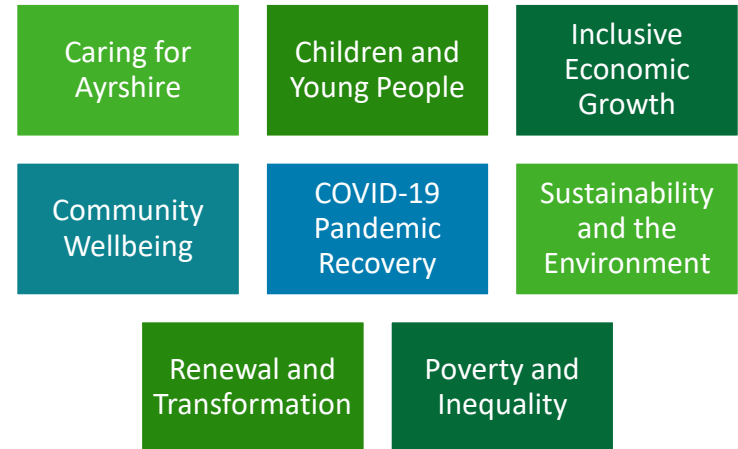 Caring for
Ayrshire
Children and
Young People
Inclusive
Economic
Growth
Community
Wellbeing
COVID-19
Pandemic
Recovery
Sustainability
and the
Environment
Renewal and
Transformation
Poverty and
Inequality